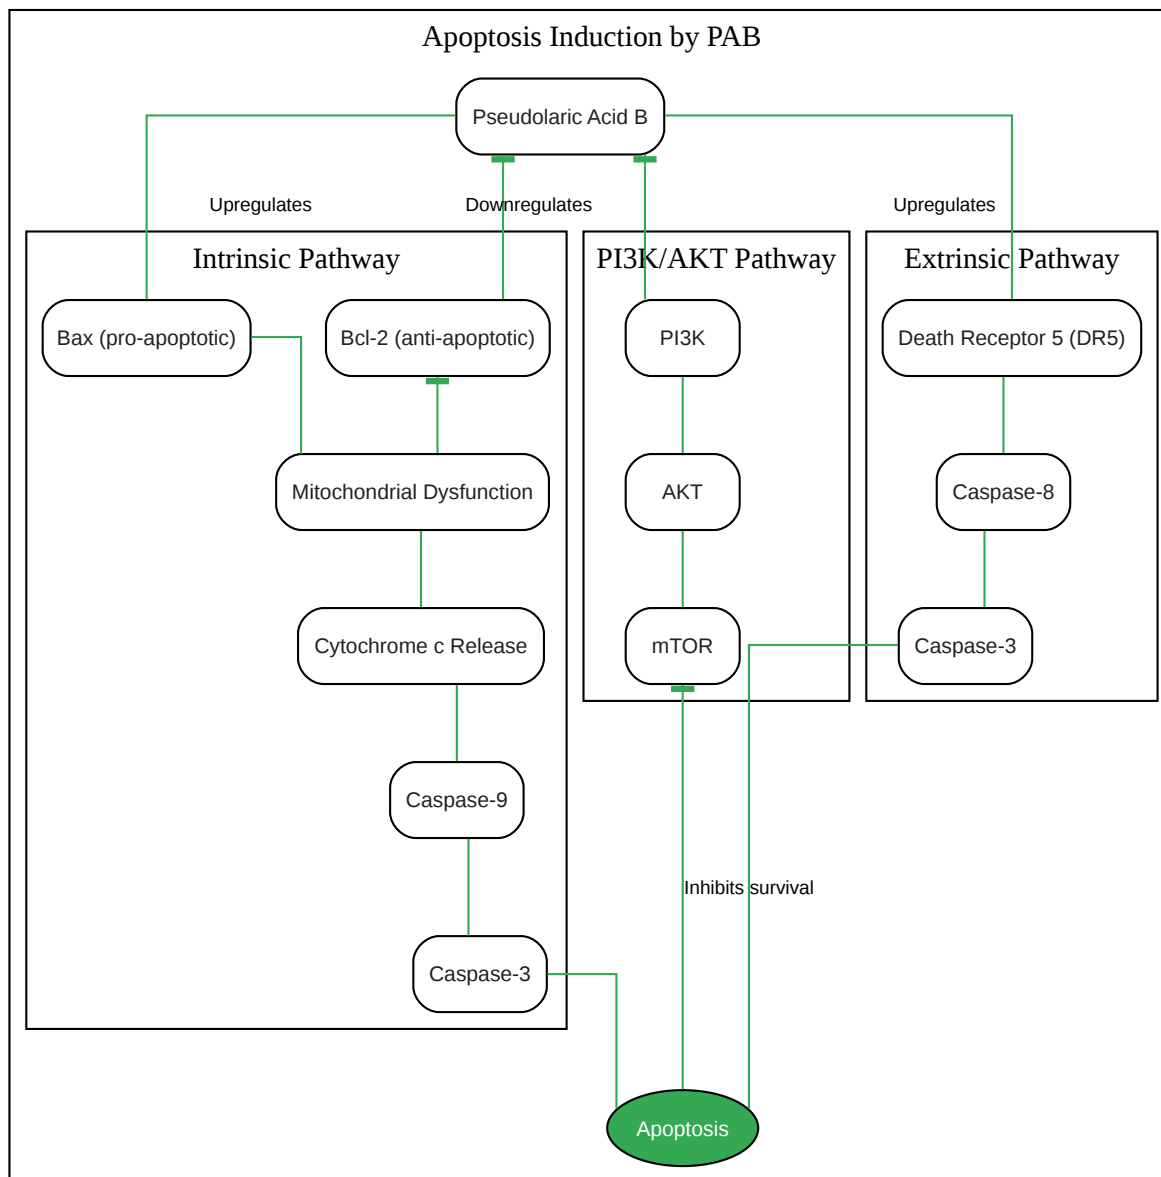 Apoptosis Induction by PAB
Pseudolaric Acid B
Upregulates
Downregulates
Upregulates
Intrinsic Pathway
PI3K/AKT Pathway
Extrinsic Pathway
Bax (pro-apoptotic)
Bcl-2 (anti-apoptotic)
PI3K
Death Receptor 5 (DR5)
Mitochondrial Dysfunction
AKT
Caspase-8
Cytochrome c Release
mTOR
Caspase-3
Caspase-9
Inhibits survival
Caspase-3
Apoptosis